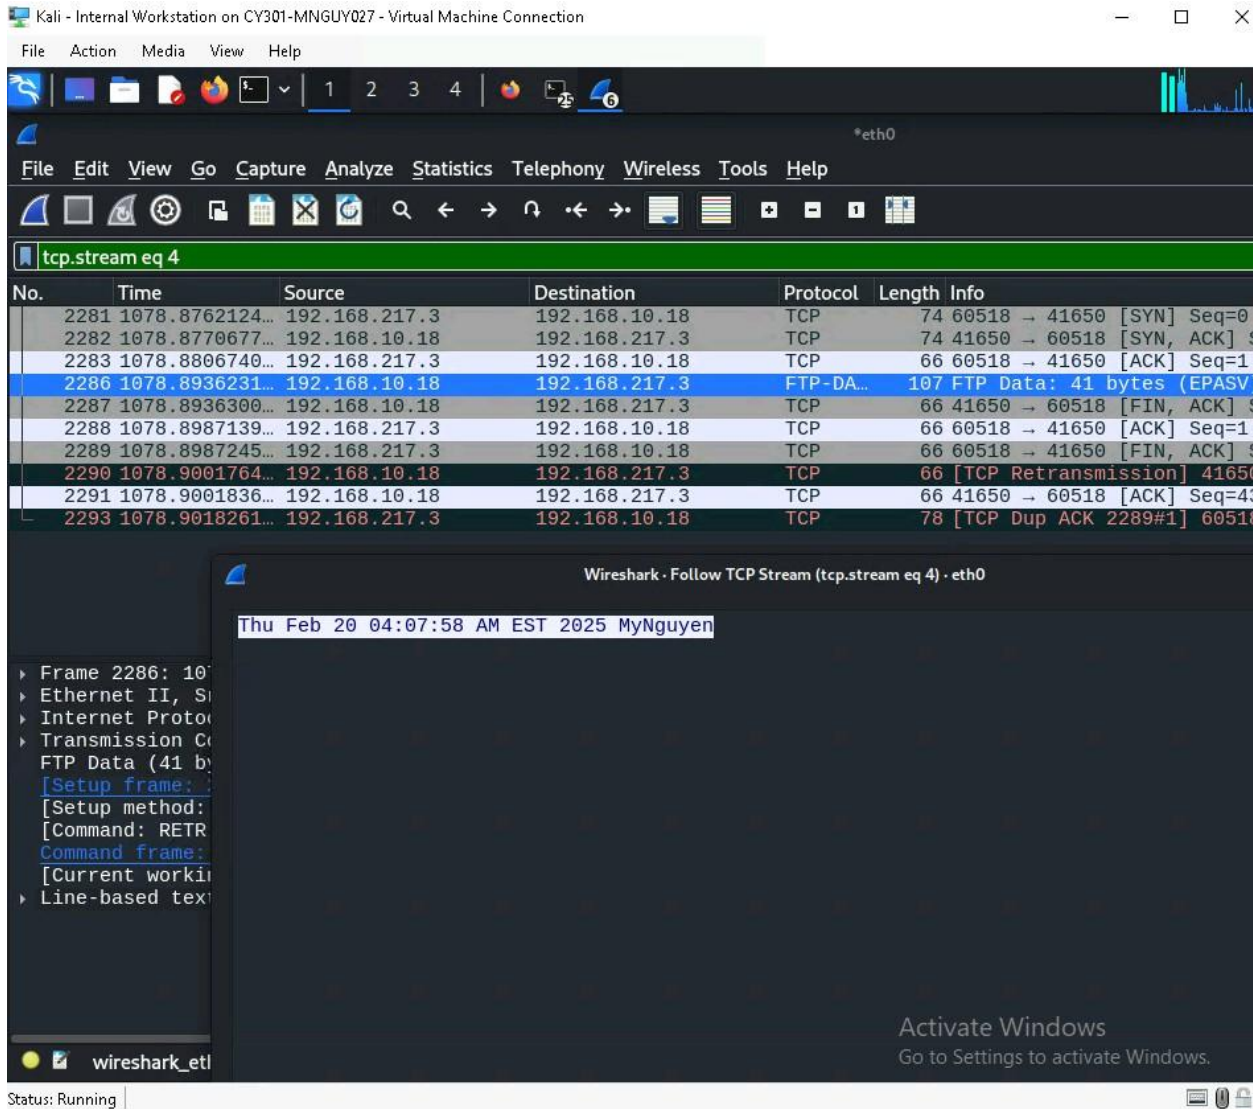 Kali - Internal Workstation on CY301-MNGUY027 - Virtual Machine Connection
File Action Media View Help
1 2 3 4 25 6
*eth0
File Edit View Go Capture Analyze Statistics Telephony Wireless Tools Help
tcp.stream eq 4
No. Time Source Destination Protocol Length Info
2281 1078.8762124… 192.168.217.3 192.168.10.18 TCP 74 60518 → 41650 [SYN] Seq=0
2282 1078.8770677… 192.168.10.18 192.168.217.3 TCP 74 41650 → 60518 [SYN, ACK] S
2283 1078.8806740… 192.168.217.3 192.168.10.18 TCP 66 60518 → 41650 [ACK] Seq=1
2286 1078.8936231… 192.168.10.18 192.168.217.3 FTP-DA… 107 FTP Data: 41 bytes (EPASV)
2287 1078.8936300… 192.168.10.18 192.168.217.3 TCP 66 41650 → 60518 [FIN, ACK] S
2288 1078.8987139… 192.168.217.3 192.168.10.18 TCP 66 60518 → 41650 [ACK] Seq=1
2289 1078.8987245… 192.168.217.3 192.168.10.18 TCP 66 60518 → 41650 [FIN, ACK] S
2290 1078.9001764… 192.168.10.18 192.168.217.3 TCP 66 [TCP Retransmission] 41650
2291 1078.9001836… 192.168.10.18 192.168.217.3 TCP 66 41650 → 60518 [ACK] Seq=43
2293 1078.9018261… 192.168.217.3 192.168.10.18 TCP 78 [TCP Dup ACK 2289#1] 60518
Wireshark · Follow TCP Stream (tcp.stream eq 4) · eth0
Thu Feb 20 04:07:58 AM EST 2025 MyNguyen
Frame 2286: 10
Ethernet II, S
Internet Proto
Transmission Co
FTP Data (41 by
[Setup frame:
[Setup method:
[Command: RETR
Command frame:
[Current workin
Line-based text
Activate Windows
Go to Settings to activate Windows.
wireshark_etl
Status: Running